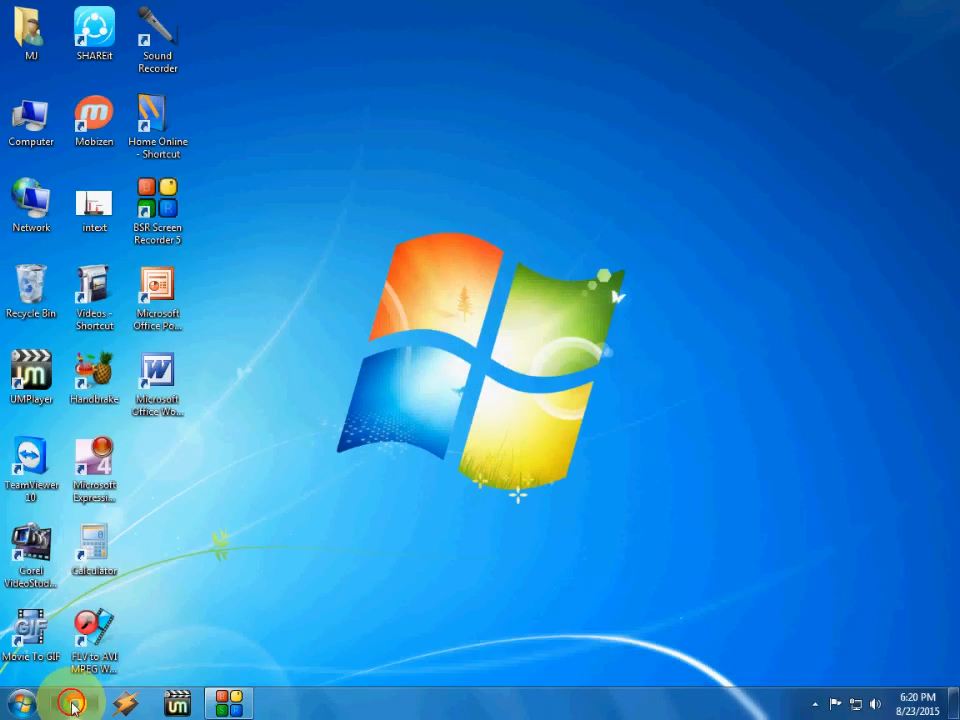 MJ
SHAREit
Sound
Recorder
Computer
Mobizen
Home Online
- Shortcut
Network
intext
BSR Screen
Recorder 5
Recycle Bin
Videos -
Shortcut
Microsoft
Office Po...
UMPlayer
Handbrake
Microsoft
Office Wo...
TeamViewer
10
Microsoft
Expressi...
Corel
VideoStud...
Calculator
Movie To GIF
FLV to AVI
MPEG W...
6:20 PM
8/23/2015